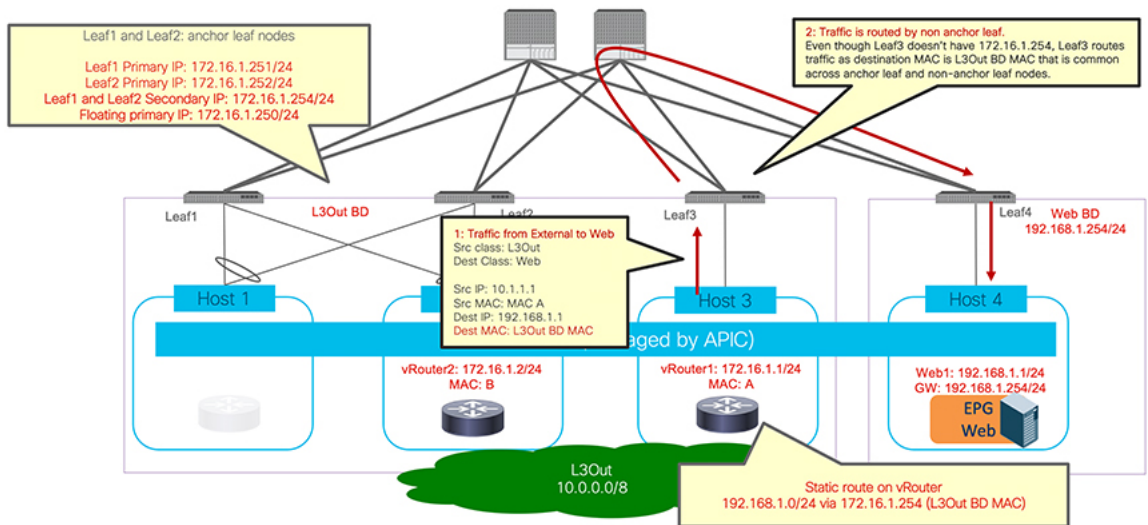 Leaf1 and Leaf2: anchor leaf nodes
Leaf1 Primary IP: 172.16.1.251/24
Leaf2 Primary IP: 172.16.1.252/24
Leaf1 and Leaf2 Secondary IP: 172.16.1.254/24
Floating primary IP: 172.16.1.250/24
2: Traffic is routed by non anchor leaf.
Even though Leaf3 doesn't have 172.16.1.254, Leaf3 routes
traffic as destination MAC is L3Out BD MAC that is common
across anchor leaf and non-anchor leaf nodes.
Leaf1
L3Out BD
Leaf2
Leaf3
Leaf4
Web BD
192.168.1.254/24
1: Traffic from External to Web
Src class: L3Out
Dest Class: Web
Src IP: 10.1.1.1
Src MAC: MAC A
Dest IP: 192.168.1.1
Dest MAC: L3Out BD MAC
Host 1
Host 3
Host 4
aged by APIC)
vRouter2: 172.16.1.2/24
MAC: B
vRouter1: 172.16.1.1/24
MAC: A
Web1: 192.168.1.1/24
GW: 192.168.1.254/24
EPG
Web
L3Out
10.0.0.0/8
Static route on vRouter
192.168.1.0/24 via 172.16.1.254 (L3Out BD MAC)